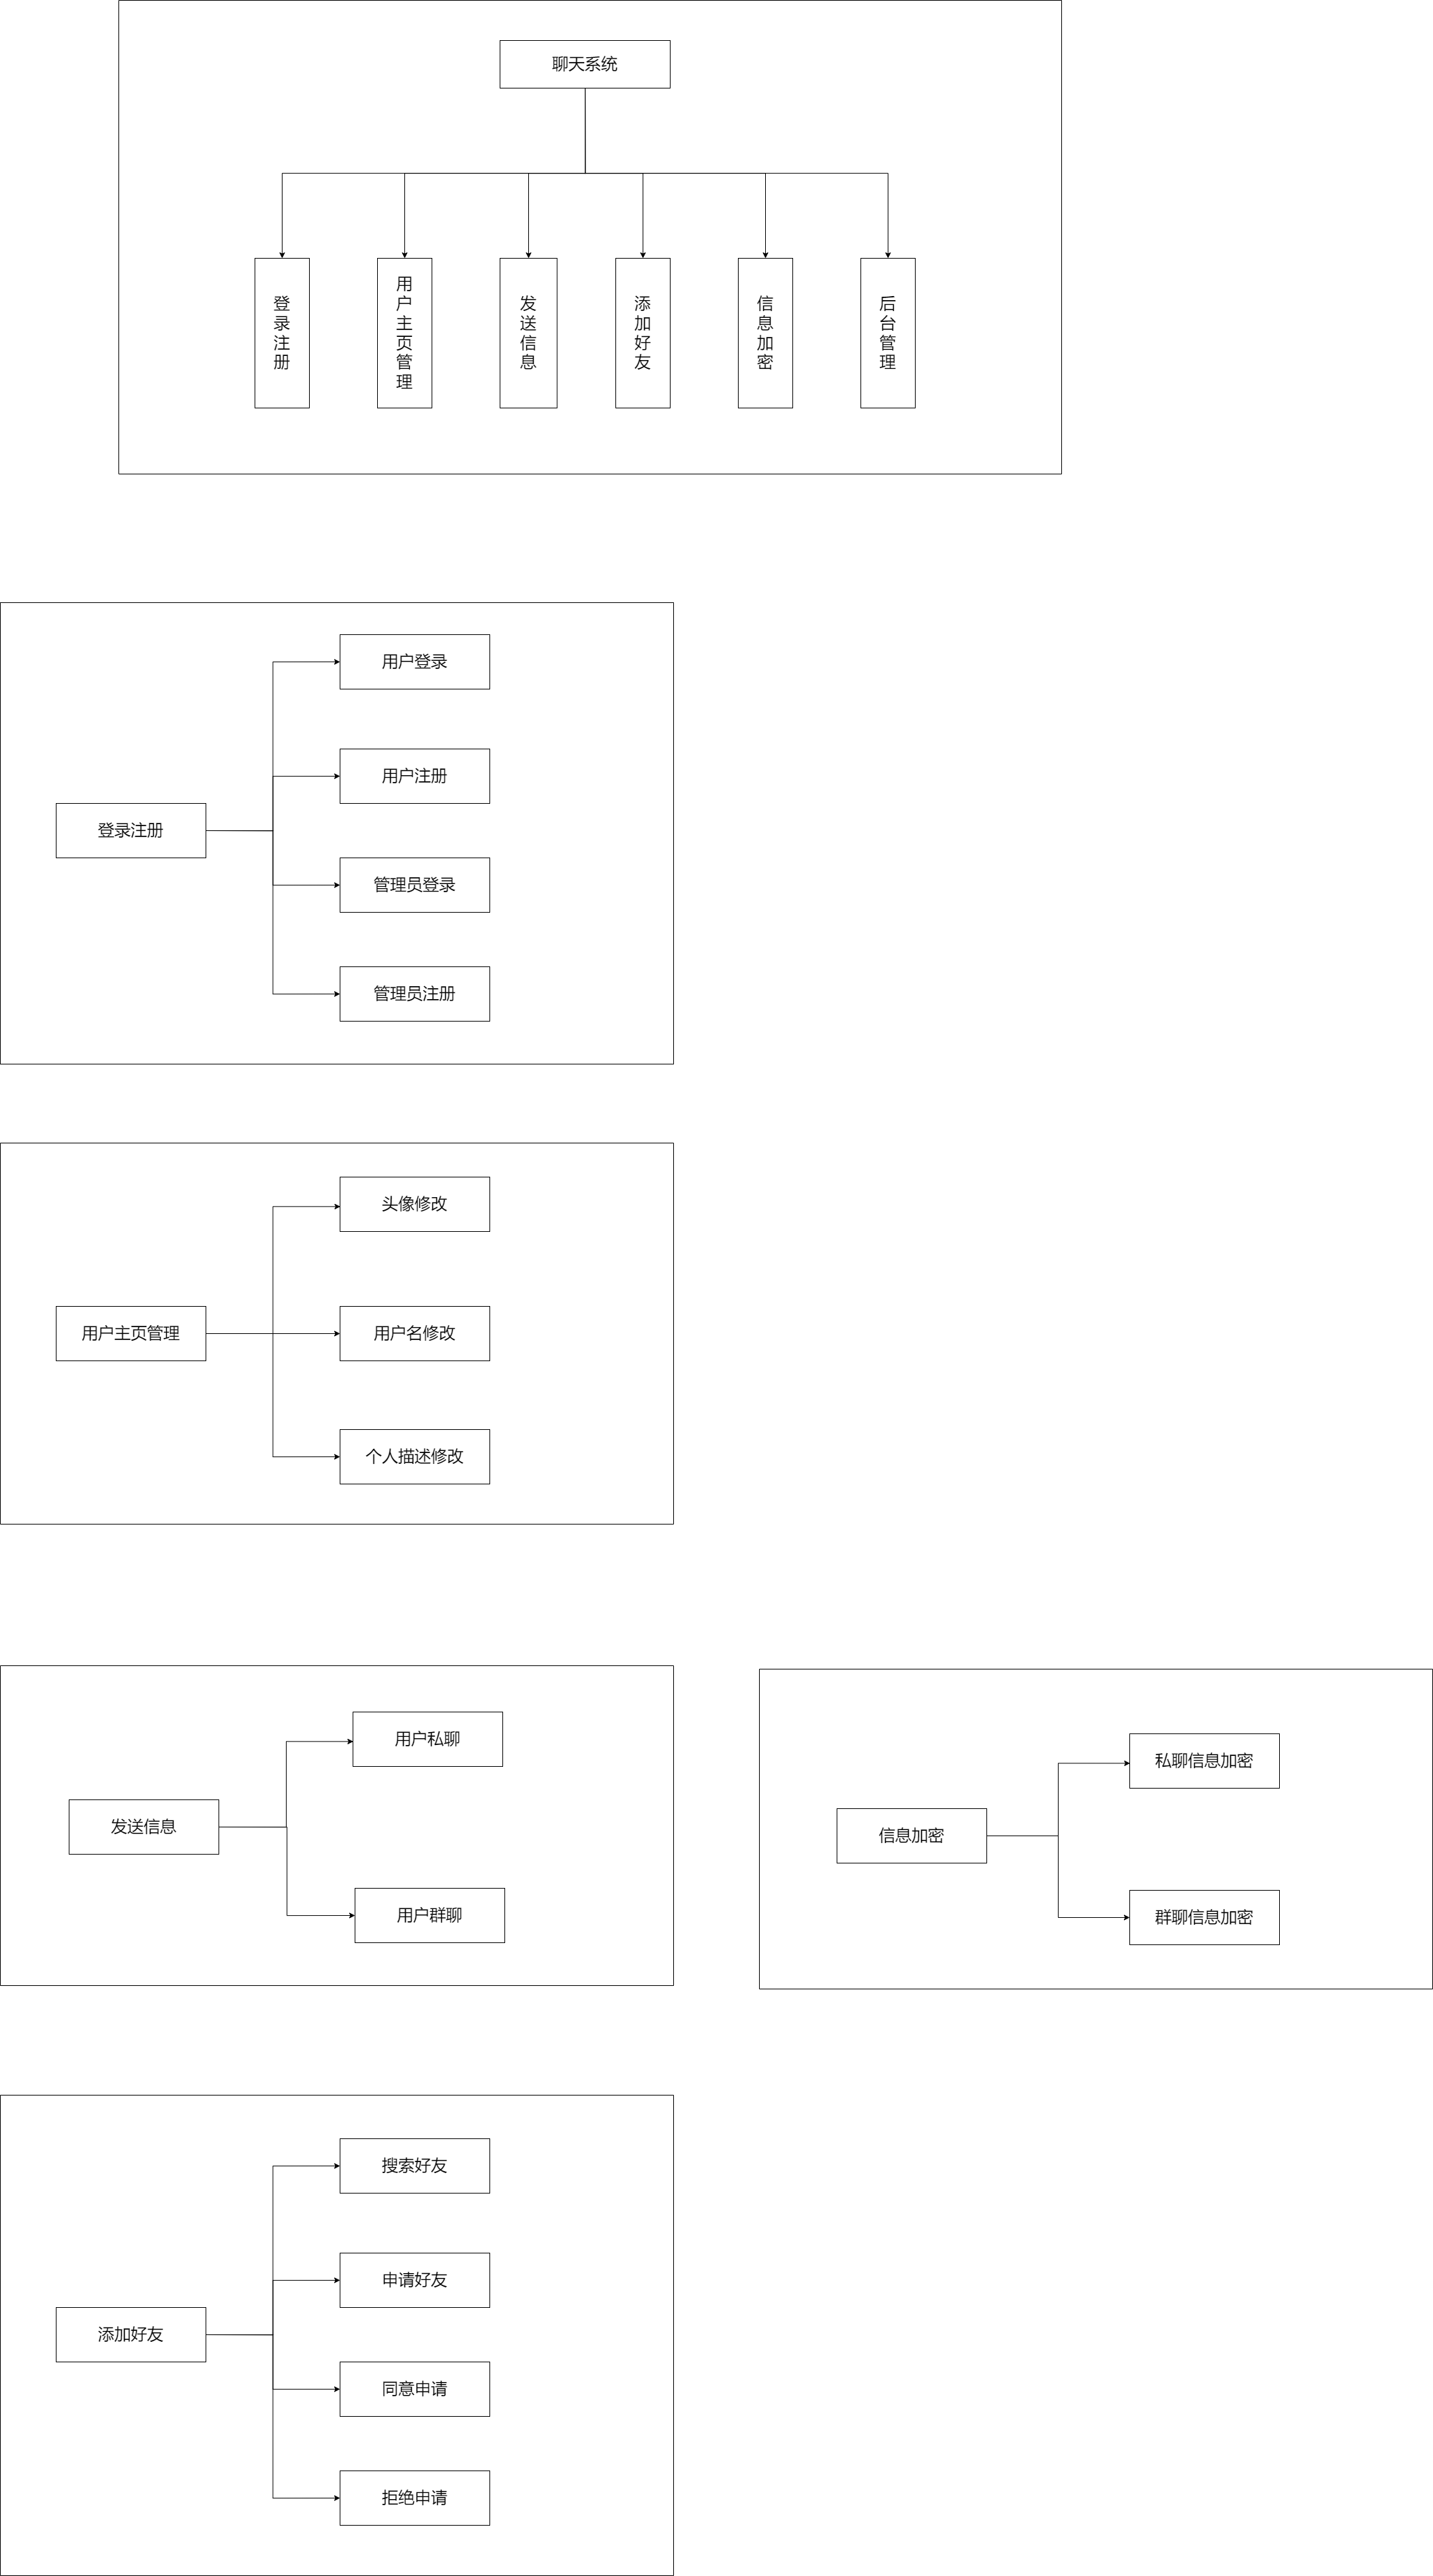 聊天系统
登录注册
用户主页管理
发送信息
添加好友
信息加密
后台管理
用户登录
用户注册
登录注册
管理员登录
管理员注册
头像修改
用户主页管理
用户名修改
个人描述修改
用户私聊
发送信息
用户群聊
私聊信息加密
信息加密
群聊信息加密
搜索好友
申请好友
添加好友
同意申请
拒绝申请